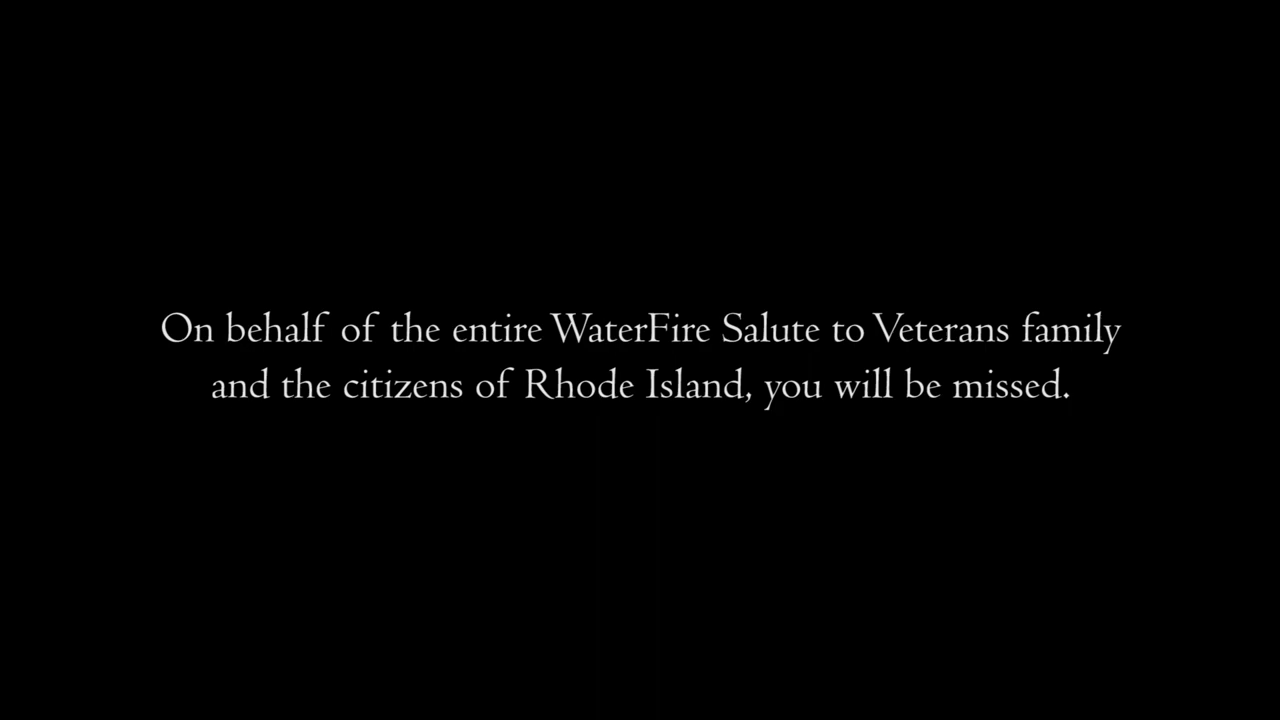 On behalf of the entire WaterFire Salute to Veterans family
and the citizens of Rhode Island, you will be missed.